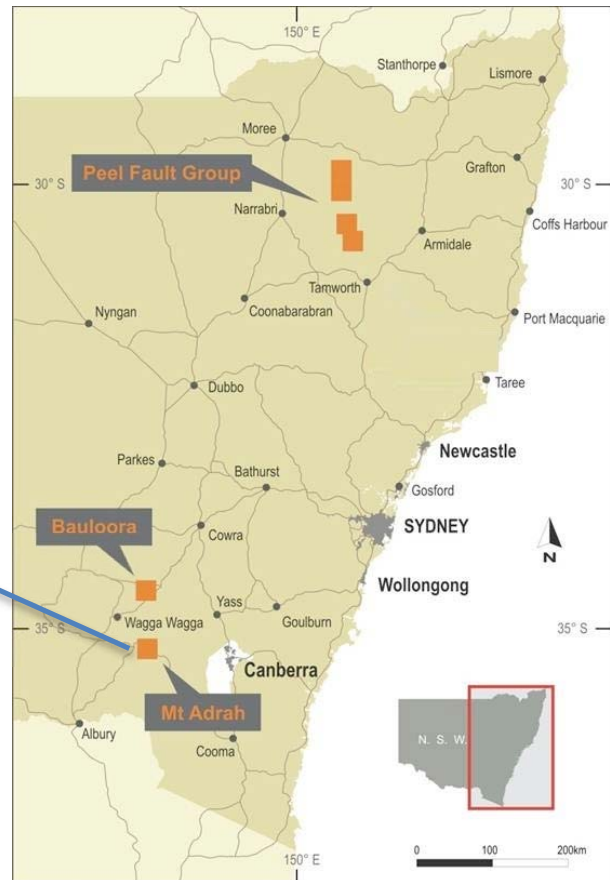 150° E
Stanthorpe
Lismore
Moree
Peel Fault Group
Grafton
30° S
30° S
Narrabri
Coffs Harbour
Armidale
Tamworth
Coonabarabran
Nyngan
Port Macquarie
Taree
Dubbo
Newcastle
Parkes
Bathurst
Gosford
SYDNEY
Bauloora
Cowra
N
Wollongong
Yass
Goulburn
Wagga Wagga
35° S
35° S
Canberra
Mt Adrah
Albury
N. S. W.
Cooma
0 100 200km
150° E